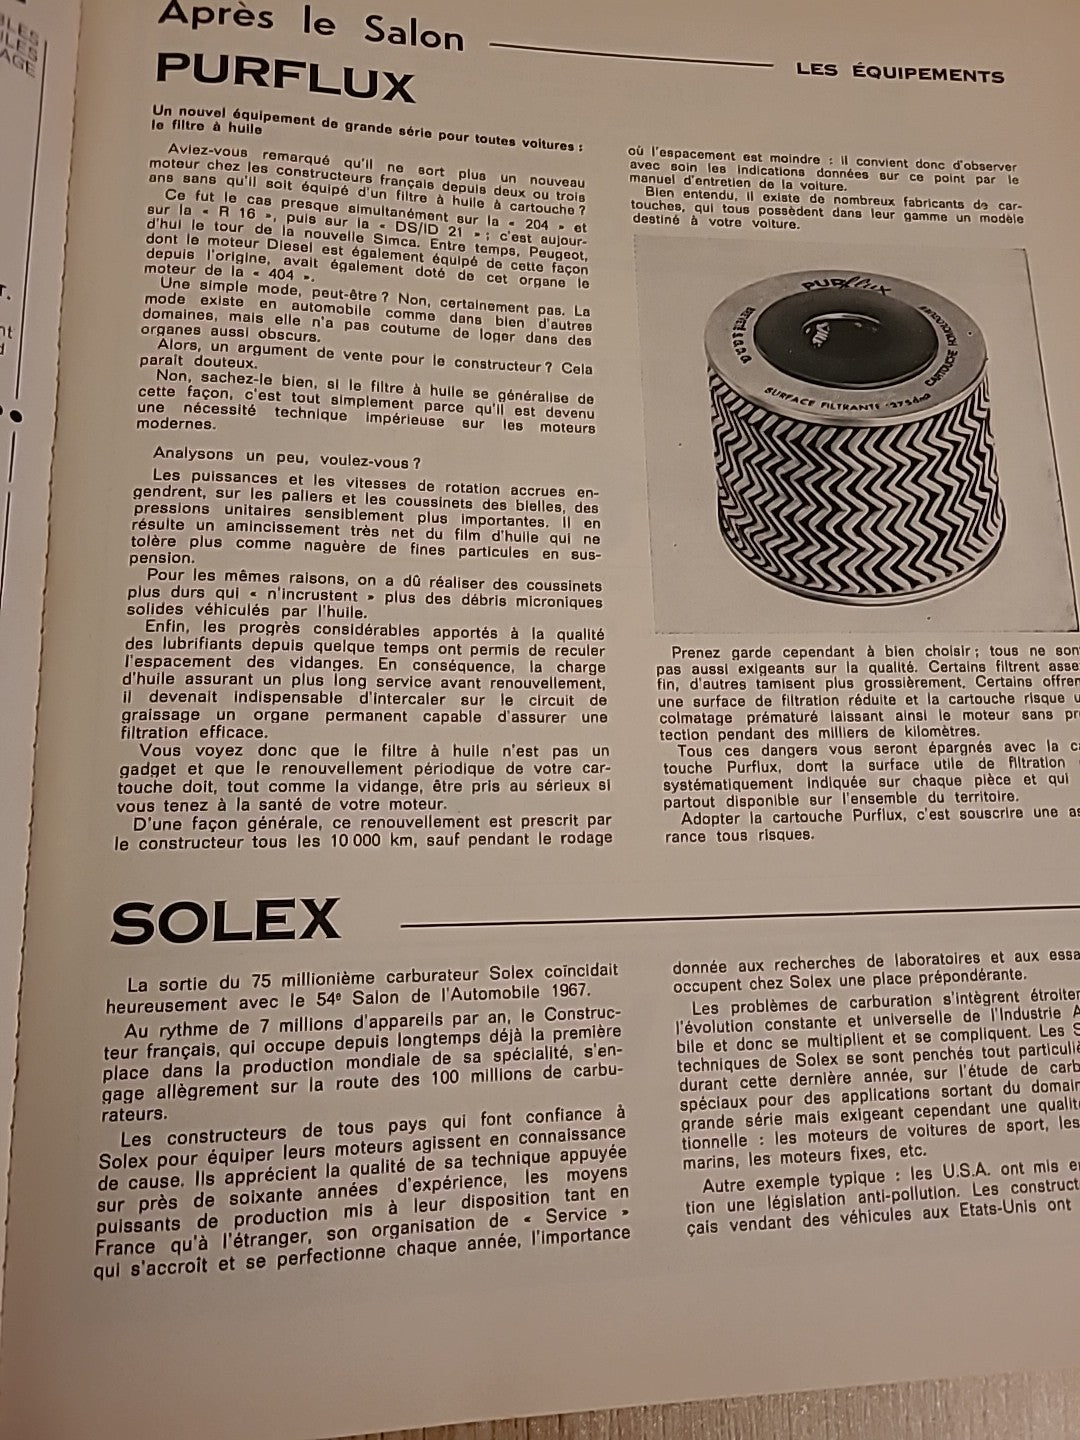 Après le Salon
LES ÉQUIPEMENTS
PURFLUX
Un nouvel équipement de grande série pour toutes voitures :
le filtre à huile
Aviez-vous remarqué qu'il ne sort plus un nouveau
moteur chez les constructeurs français depuis deux ou trois
ans sans qu'il soit équipé d'un filtre à huile à cartouche ?
Ce fut le cas presque simultanément sur la « 204 » et
sur la « R 16 », puis sur la « DS/ID 21 » ; c'est aujour-
d'hui le tour de la nouvelle Simca. Entre temps, Peugeot,
dont le moteur Diesel est également équipé de cette façon
depuis l'origine, avait également doté de cet organe le
moteur de la « 404 ».
Une simple mode, peut-être ? Non, certainement pas. La
mode existe en automobile comme dans bien d'autres
domaines, mais elle n'a pas coutume de loger dans des
organes aussi obscurs.
Alors, un argument de vente pour le constructeur ? Cela
paraît douteux.
Non, sachez-le bien, si le filtre à huile se généralise de
cette façon, c'est tout simplement parce qu'il est devenu
une nécessité technique impérieuse sur les moteurs
modernes.
Analysons un peu, voulez-vous ?
Les puissances et les vitesses de rotation accrues en-
gendrent, sur les paliers et les coussinets des bielles, des
pressions unitaires sensiblement plus importantes. Il en
résulte un amincissement très net du film d'huile qui ne
tolère plus comme naguère de fines particules en sus-
pension.
Pour les mêmes raisons, on a dû réaliser des coussinets
plus durs qui « n'incrustent » plus des débris microniques
solides véhiculés par l'huile.
Enfin, les progrès considérables apportés à la qualité
des lubrifiants depuis quelque temps ont permis de reculer
l'espacement des vidanges. En conséquence, la charge
d'huile assurant un plus long service avant renouvellement,
il devenait indispensable d'intercaler sur le circuit de
graissage un organe permanent capable d'assurer une
filtration efficace.
Vous voyez donc que le filtre à huile n'est pas un
gadget et que le renouvellement périodique de votre car-
touche doit, tout comme la vidange, être pris au sérieux si
vous tenez à la santé de votre moteur.
D'une façon générale, ce renouvellement est prescrit par
le constructeur tous les 10 000 km, sauf pendant le rodage
où l'espacement est moindre : il convient donc d'observer
avec soin les indications données sur ce point par le
manuel d'entretien de la voiture.
Bien entendu, il existe de nombreux fabricants de car-
touches, qui tous possèdent dans leur gamme un modèle
destiné à votre voiture.
PURflux
SURFACE FILTRANTE
CARTOUCHE
Prenez garde cependant à bien choisir ; tous ne son
pas aussi exigeants sur la qualité. Certains filtrent asse
fin, d'autres tamisent plus grossièrement. Certains offren
une surface de filtration réduite et la cartouche risque u
colmatage prématuré laissant ainsi le moteur sans pr
tection pendant des milliers de kilomètres.
Tous ces dangers vous seront épargnés avec la ca
touche Purflux, dont la surface utile de filtration
systématiquement indiquée sur chaque pièce et qui
partout disponible sur l'ensemble du territoire.
Adopter la cartouche Purflux, c'est souscrire une as
rance tous risques.
SOLEX
La sortie du 75 millionième carburateur Solex coïncidait
heureusement avec le 54e Salon de l'Automobile 1967.
Au rythme de 7 millions d'appareils par an, le Construc-
teur français, qui occupe depuis longtemps déjà la première
place dans la production mondiale de sa spécialité, s'en-
gage allègrement sur la route des 100 millions de carbu-
rateurs.
Les constructeurs de tous pays qui font confiance à
Solex pour équiper leurs moteurs agissent en connaissance
de cause. Ils apprécient la qualité de sa technique appuyée
sur près de soixante années d'expérience, les moyens
puissants de production mis à leur disposition tant en
France qu'à l'étranger, son organisation de « Service »
qui s'accroît et se perfectionne chaque année, l'importance
donnée aux recherches de laboratoires et aux essa
occupent chez Solex une place prépondérante.
Les problèmes de carburation s'intègrent étroiter
l'évolution constante et universelle de l'Industrie A
bile et donc se multiplient et se compliquent. Les S
techniques de Solex se sont penchés tout particuliè
durant cette dernière année, sur l'étude de carb
spéciaux pour des applications sortant du domain
grande série mais exigeant cependant une qualit
tionnelle : les moteurs de voitures de sport, les
marins, les moteurs fixes, etc.
Autre exemple typique : les U.S.A. ont mis e
tion une législation anti-pollution. Les construct
çais vendant des véhicules aux Etats-Unis ont